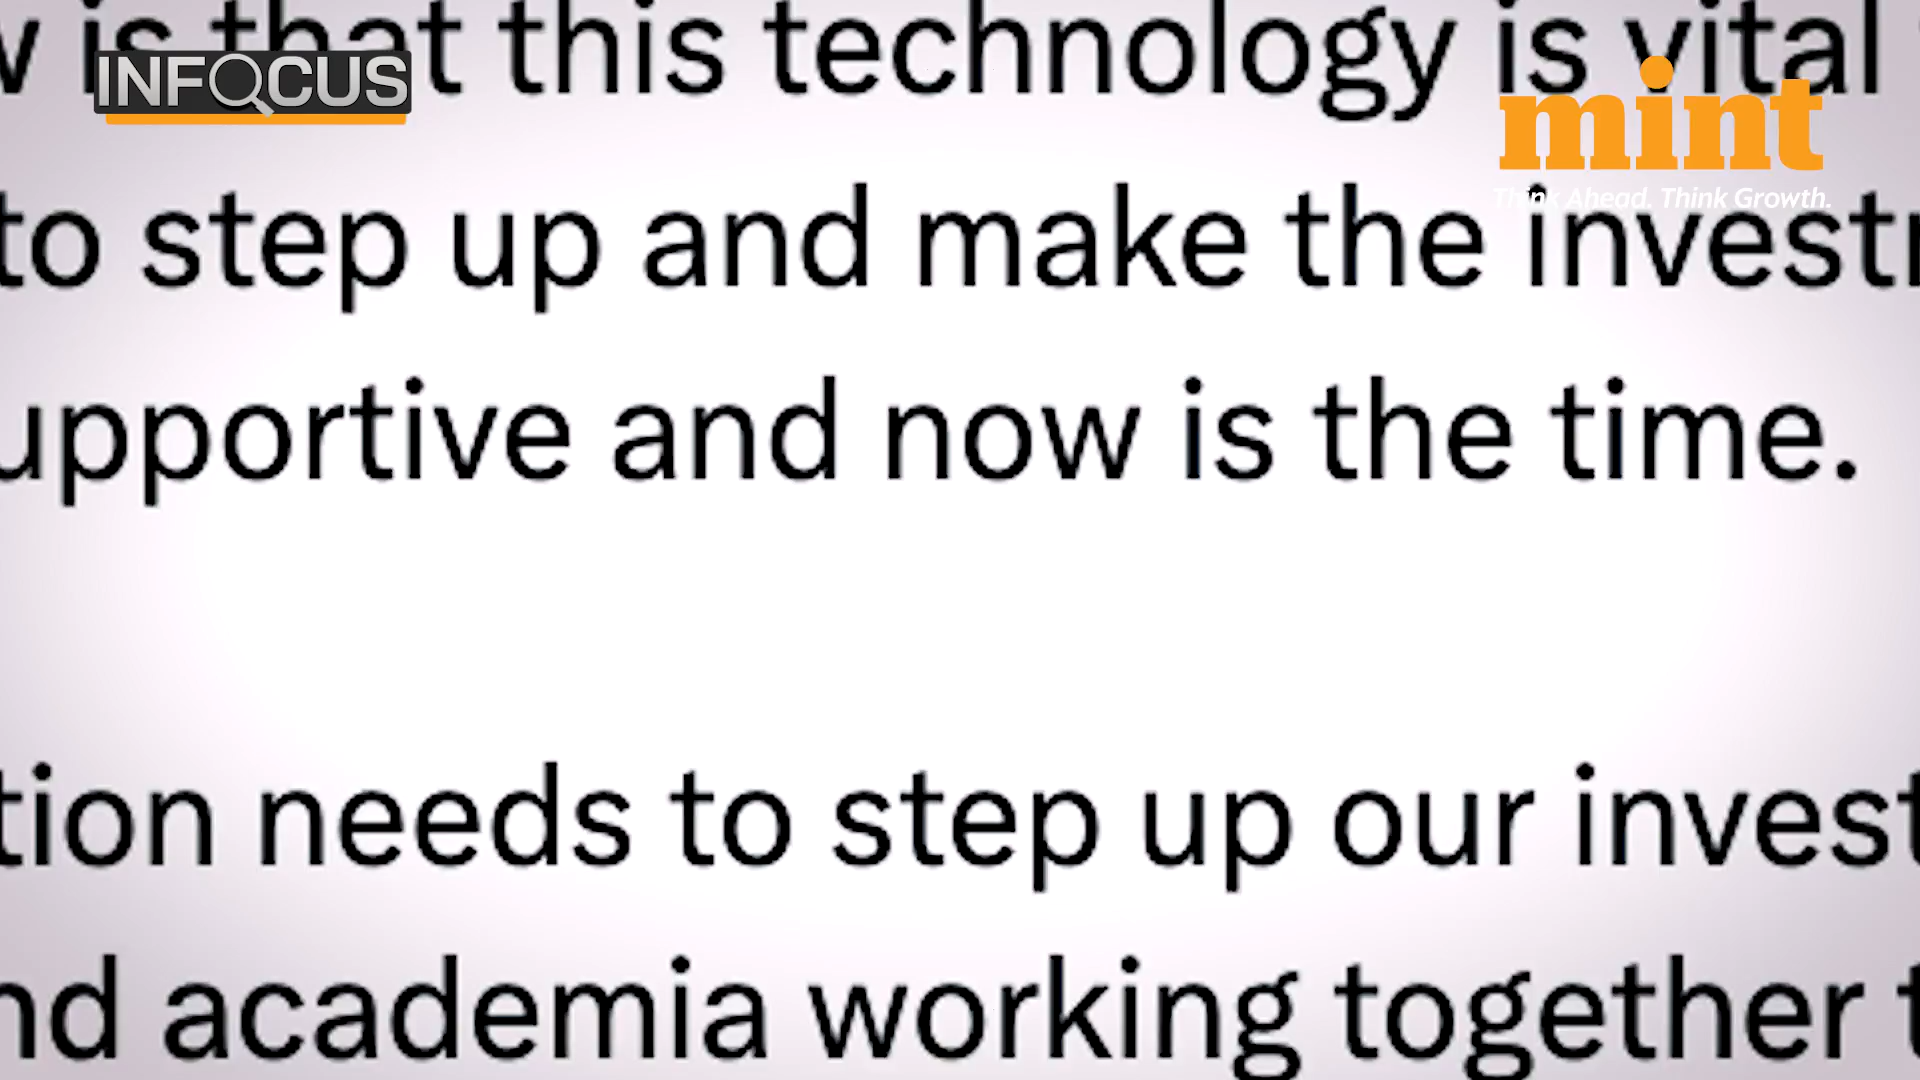 is that this technology is vital
INFOCUS
mint
Think Ahead. Think Growth.
to step up and make the
upportive and now is the time.
tion needs to step up our invest
nd academia working together